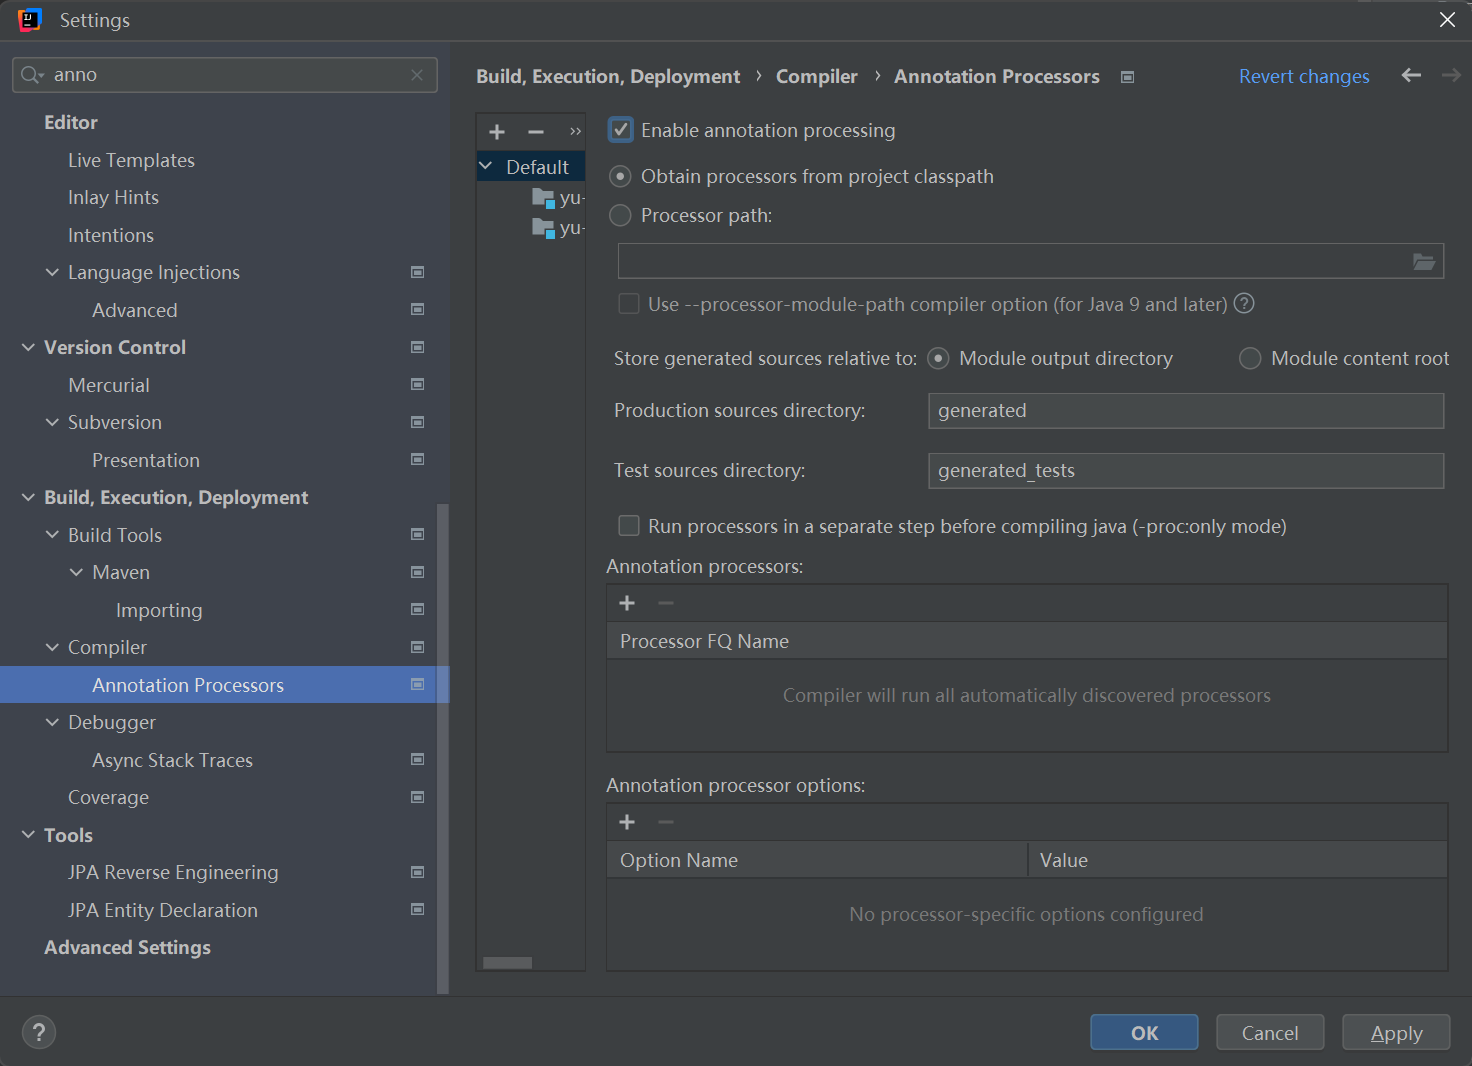 Settings
anno
Editor
Live Templates
Inlay Hints
Intentions
Language Injections
Advanced
Version Control
Mercurial
Subversion
Presentation
Build, Execution, Deployment
Build Tools
Maven
Importing
Compiler
Annotation Processors
Debugger
Async Stack Traces
Coverage
Tools
JPA Reverse Engineering
JPA Entity Declaration
Advanced Settings
Build, Execution, Deployment › Compiler › Annotation Processors
Revert changes
Default
yu-
yu-
Enable annotation processing
Obtain processors from project classpath
Processor path:
Use --processor-module-path compiler option (for Java 9 and later) ?
Store generated sources relative to: Module output directory Module content root
Production sources directory: generated
Test sources directory: generated_tests
Run processors in a separate step before compiling java (-proc:only mode)
Annotation processors:
Processor FQ Name
Compiler will run all automatically discovered processors
Annotation processor options:
Option Name Value
No processor-specific options configured
? OK Cancel Apply